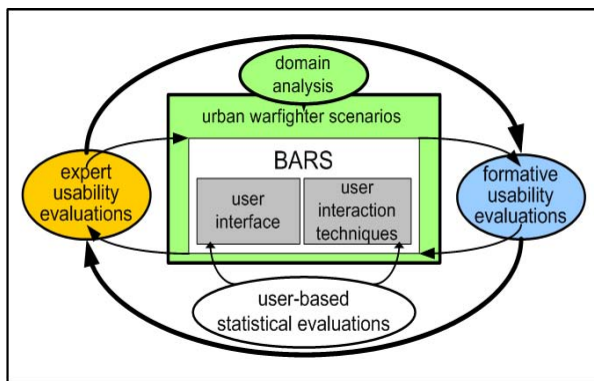 domain
analysis
urban warfighter scenarios
BARS
expert
usability
evaluations
user
interface
user
interaction
techniques
formative
usability
evaluations
user-based
statistical evaluations